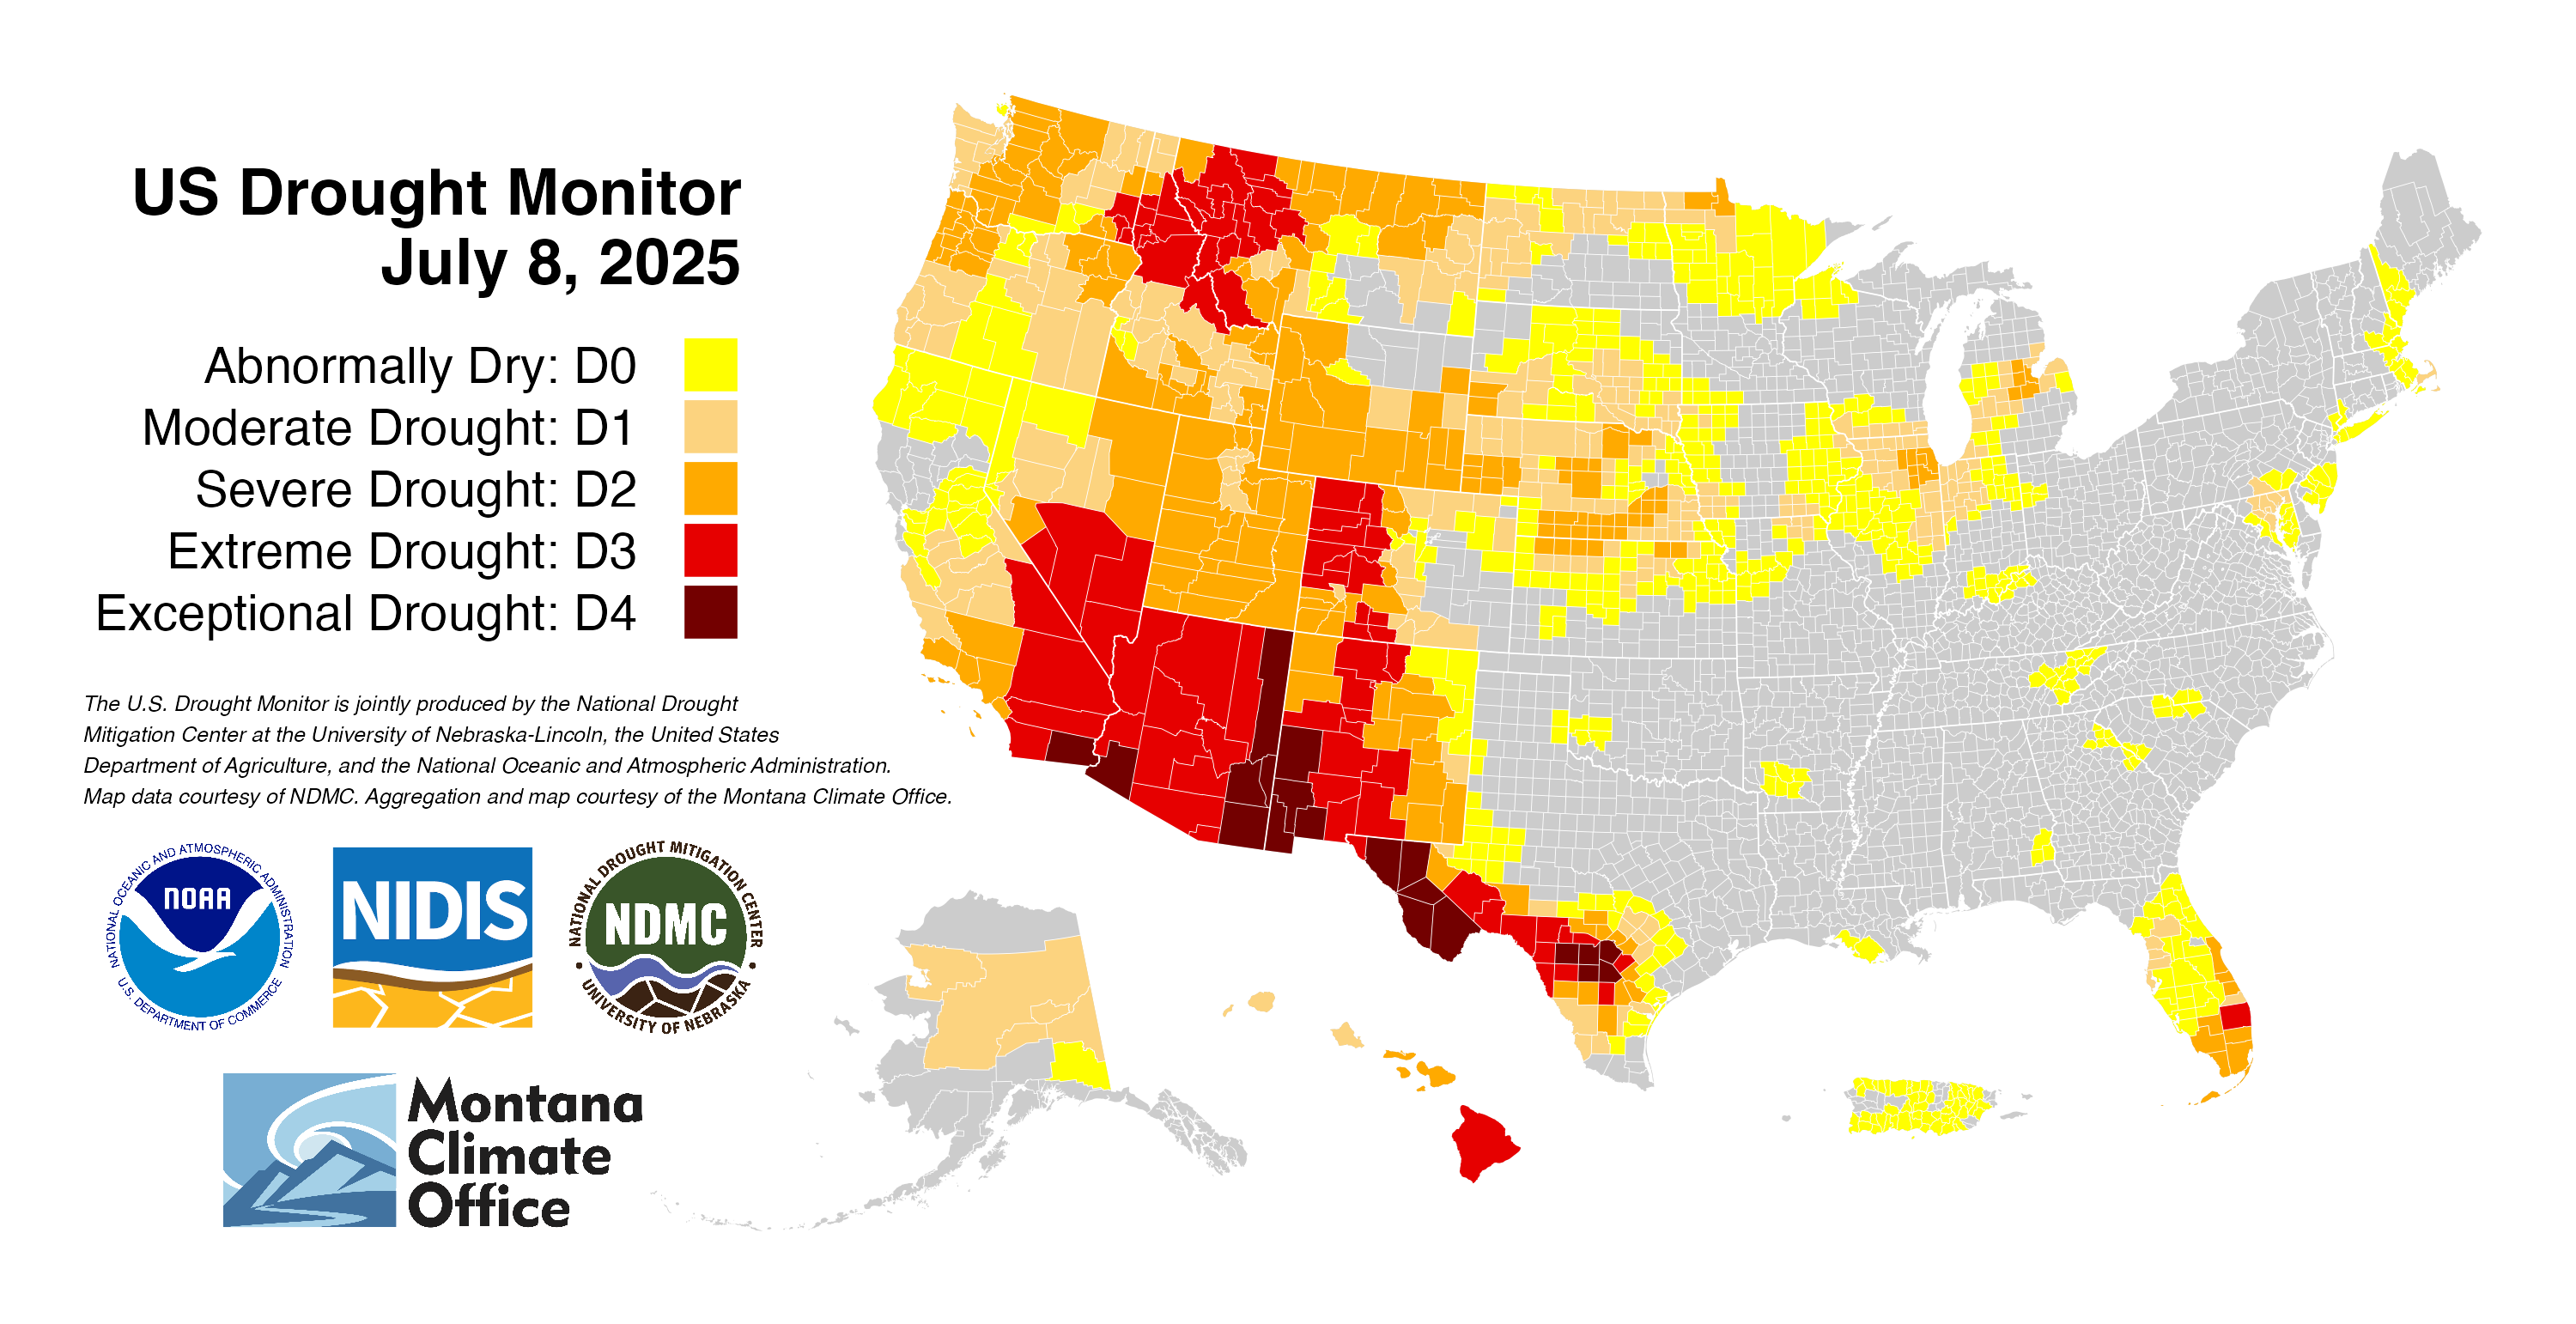 US Drought Monitor
July 8, 2025
Abnormally Dry: D0
Moderate Drought: D1
Severe Drought: D2
Extreme Drought: D3
Exceptional Drought: D4
The U.S. Drought Monitor is jointly produced by the National Drought
Mitigation Center at the University of Nebraska-Lincoln, the United States
Department of Agriculture, and the National Oceanic and Atmospheric Administration.
Map data courtesy of NDMC. Aggregation and map courtesy of the Montana Climate Office.
NATIONAL OCEANIC AND ATMOSPHERIC ADMINISTRATION
NOAA
U.S. DEPARTMENT OF COMMERCE
NIDIS
NATIONAL DROUGHT MITIGATION CENTER
NDMC
UNIVERSITY OF NEBRASKA
Montana
Climate
Office